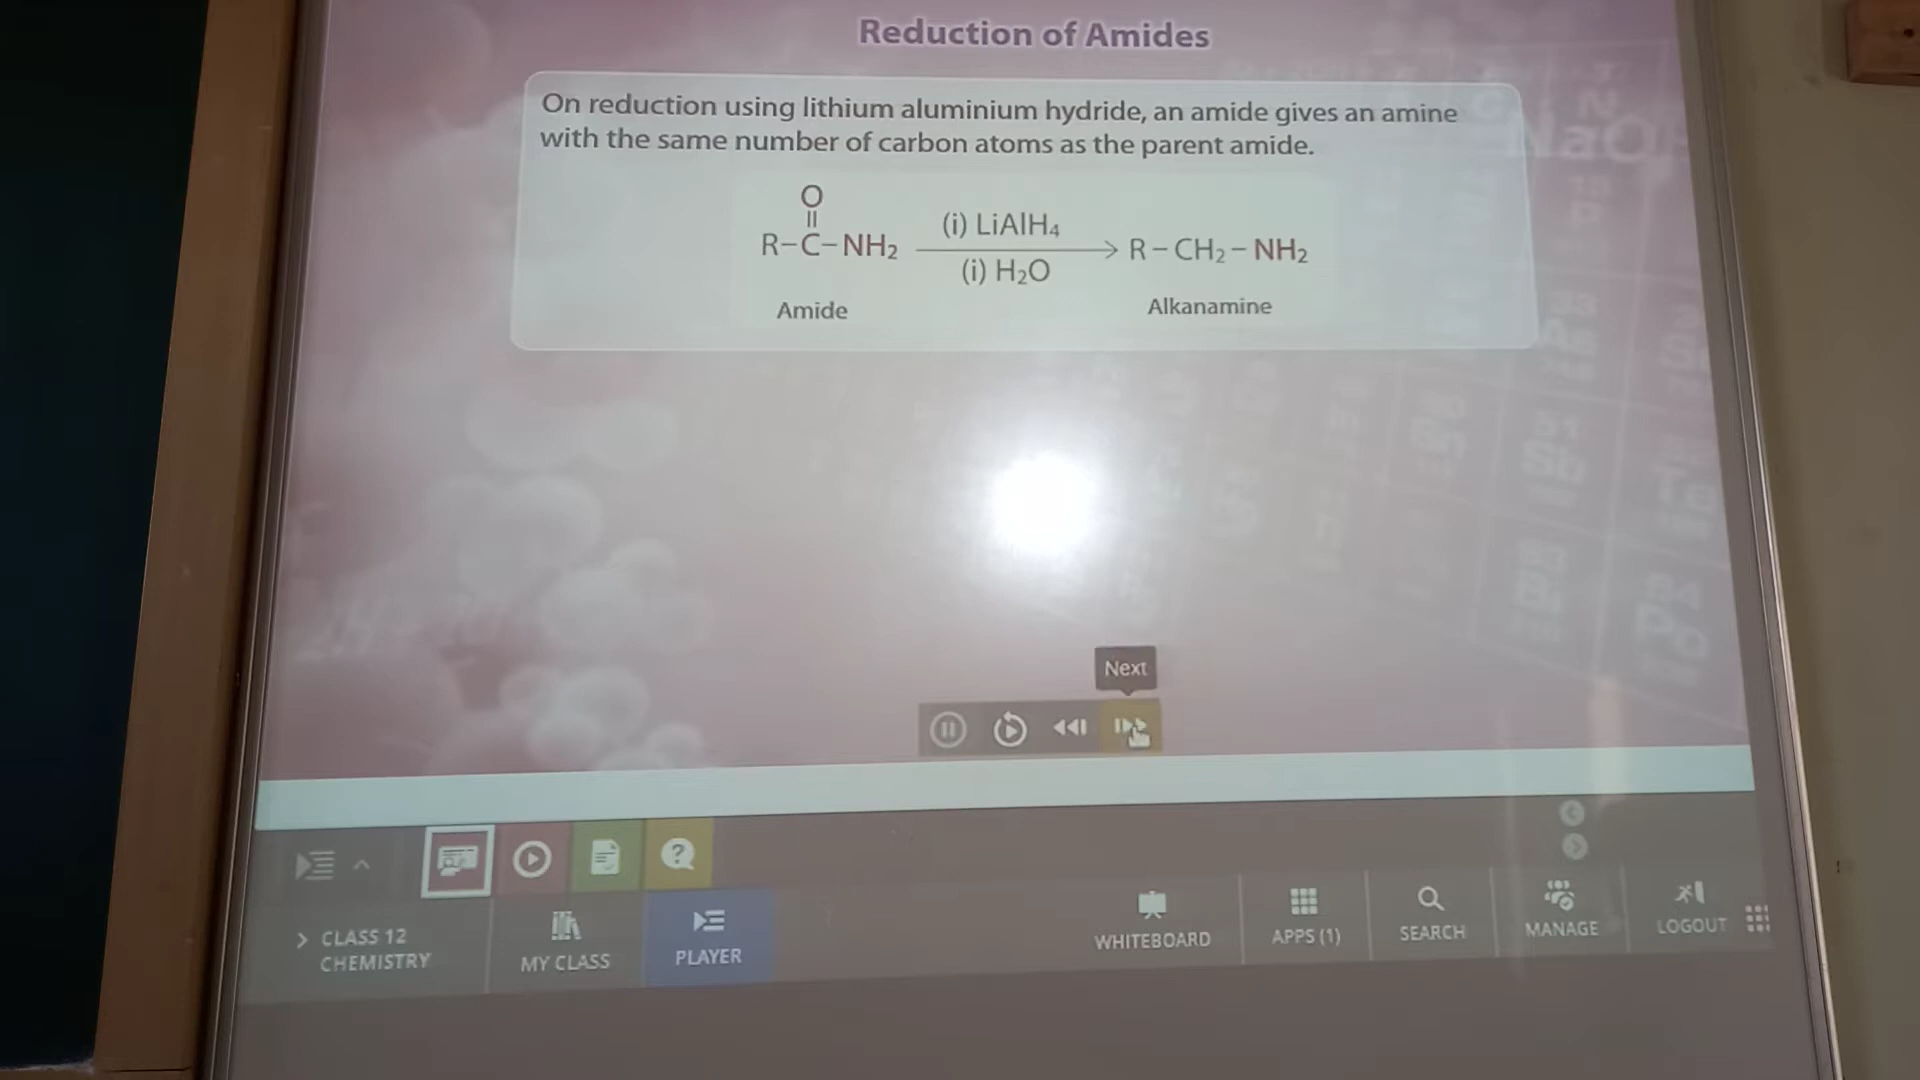 Reduction of Amides
On reduction using lithium aluminium hydride, an amide gives an amine
with the same number of carbon atoms as the parent amide.
O
||
R-C-NH₂
(i) LiAlH₄
(i) H₂O
R-CH₂-NH₂
Amide
Alkanamine
Next
CLASS 12
CHEMISTRY
MY CLASS
PLAYER
WHITEBOARD
APPS (1)
SEARCH
MANAGE
LOGOUT